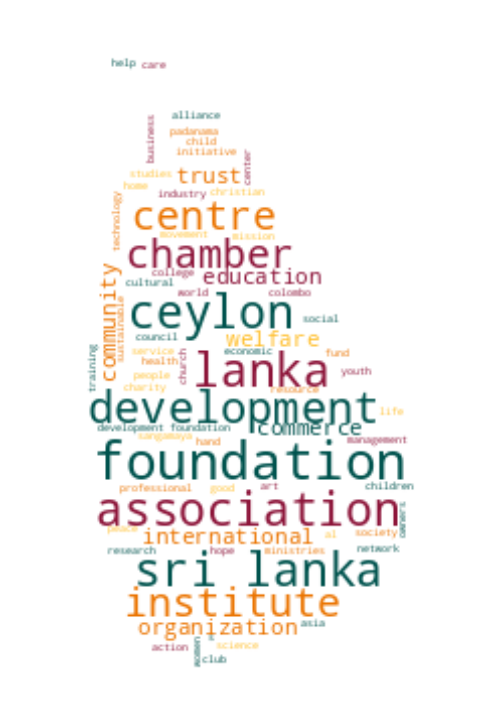 help care
alliance
business
padanama
child
initiative
center
studies trust
home
industry christian
technology
centre
movement mission
chamber
college education
cultural
world colombo
community
sustainable
ceylon
social
council welfare
service economic fund
health
church
lanka
training
people youth
charity resource
development
life
development foundation commerce
sangamaya hand management
foundation
professional good art children
association
owners
peace international al society
research hope ministries network
sri lanka
institute
organization asia
women
action science
club